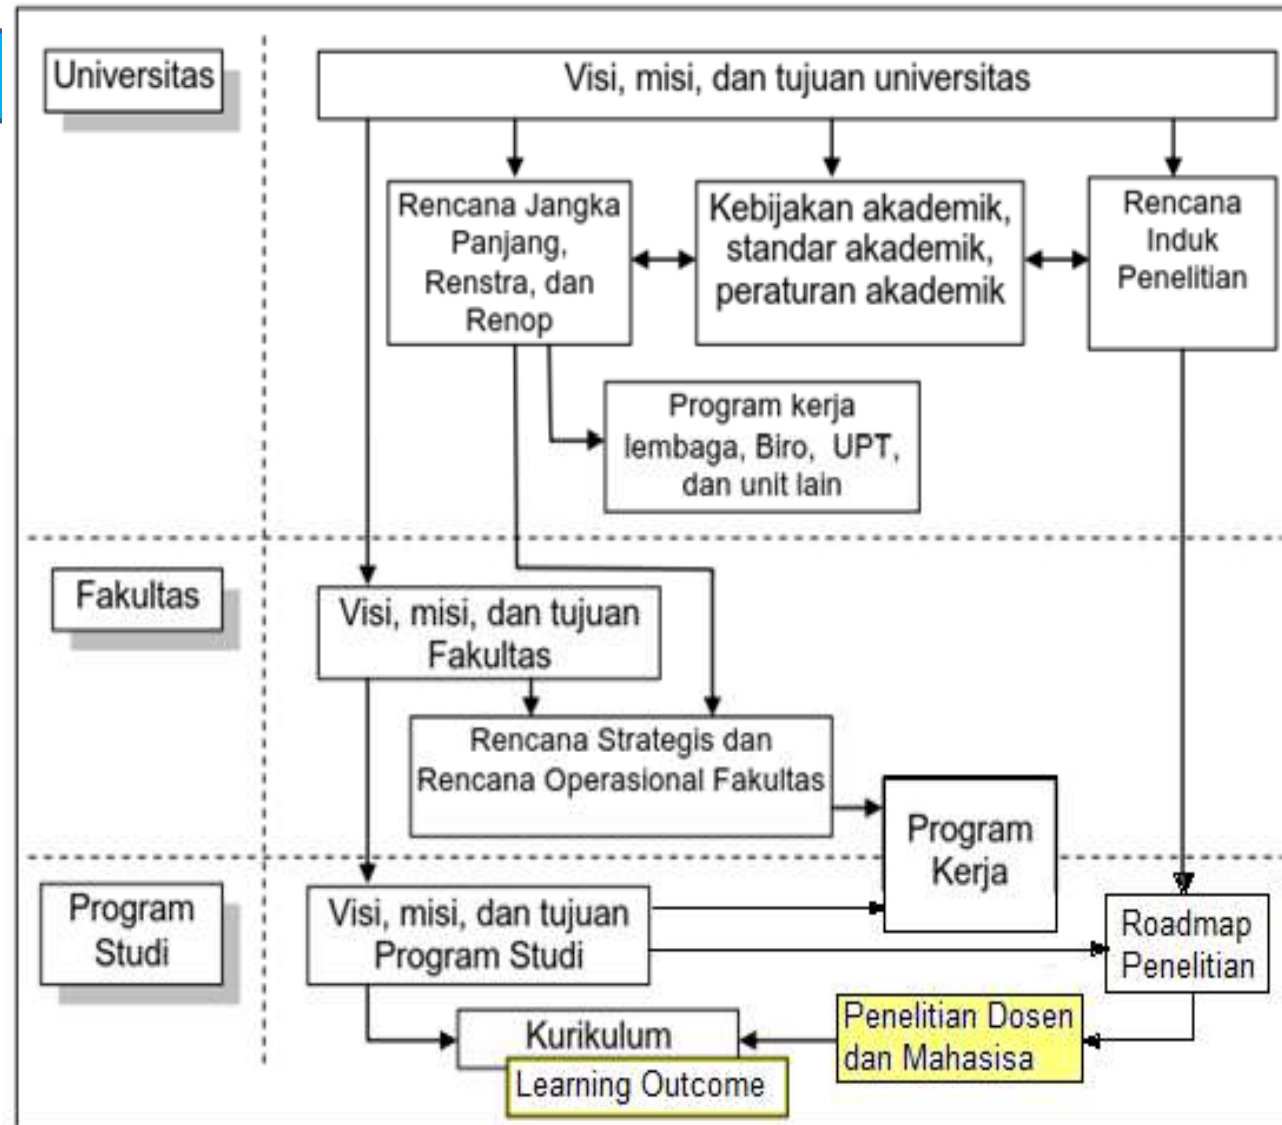 Universitas
Visi, misi, dan tujuan universitas
Rencana Jangka
Panjang,
Renstra, dan
Renop
Kebijakan akademik,
standar akademik,
peraturan akademik
Rencana
Induk
Penelitian
Program kerja
lembaga, Biro, UPT,
dan unit lain
Fakultas
Visi, misi, dan tujuan
Fakultas
Rencana Strategis dan
Rencana Operasional Fakultas
Program
Kerja
Program
Studi
Visi, misi, dan tujuan
Program Studi
Roadmap
Penelitian
Kurikulum
Learning Outcome
Penelitian Dosen
dan Mahasisa